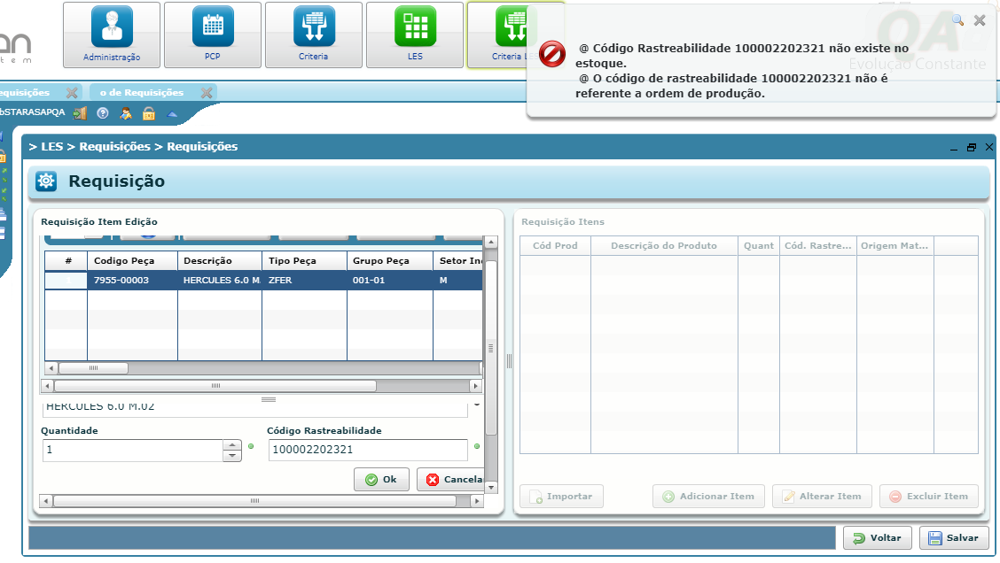 an
tem
Administração
PCP
Criteria
LES
Criteria
QA
Evolução Constante
@ Código Rastreabilidade 100002202321 não existe no
estoque.
@ O código de rastreabilidade 100002202321 não é
referente a ordem de produção.
equisições
o de Requisições
bSTARASAPQA
> LES > Requisições > Requisições
Requisição
Requisição Item Edição
# Codigo Peça Descrição Tipo Peça Grupo Peça Setor In
1 7955-00003 HERCULES 6.0 M. ZFER 001-01 M
HERCULES 6.0 M.02
Quantidade Código Rastreabilidade
1 100002202321
Ok Cancela
Requisição Itens
Cód Prod Descrição do Produto Quant Cód. Rastre... Origem Mat...
Importar Adicionar Item Alterar Item Excluir Item
Voltar Salvar